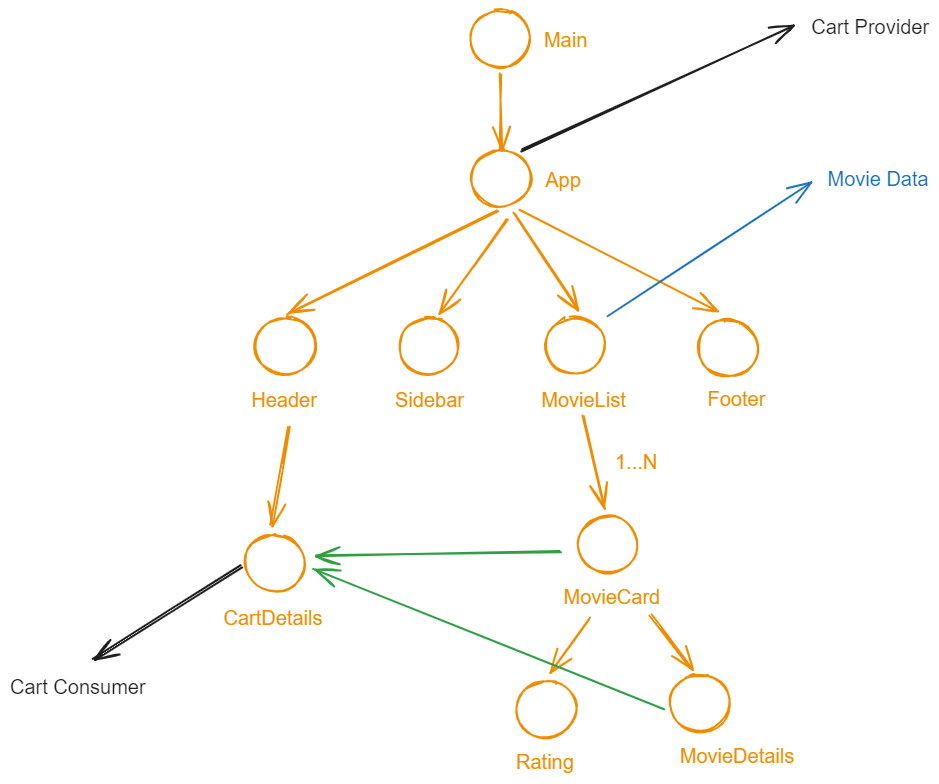 Cart Provider
Main
Movie Data
App
Header
Sidebar
MovieList
Footer
1...N
MovieCard
CartDetails
Cart Consumer
MovieDetails
Rating